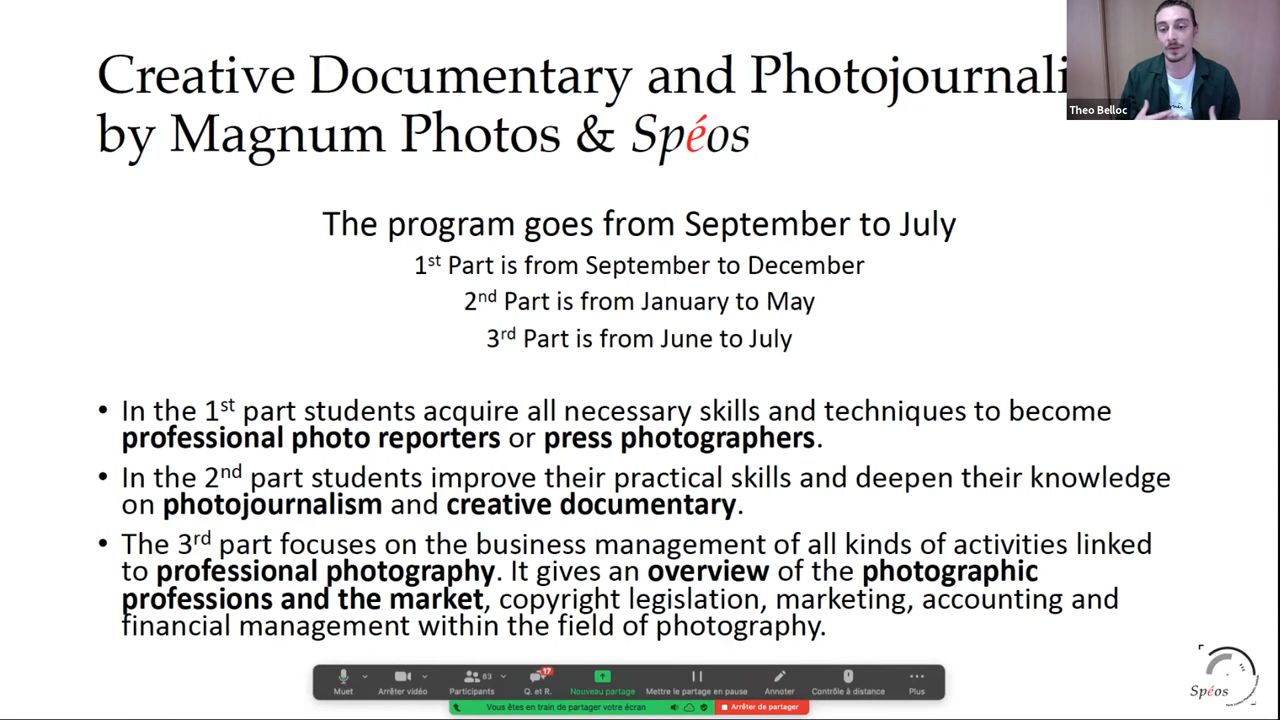 Creative Documentary and Photojournali
by Magnum Photos & Spéos
Theo Belloc
The program goes from September to July
1st Part is from September to December
2nd Part is from January to May
3rd Part is from June to July
• In the 1st part students acquire all necessary skills and techniques to become
professional photo reporters or press photographers.
• In the 2nd part students improve their practical skills and deepen their knowledge
on photojournalism and creative documentary.
• The 3rd part focuses on the business management of all kinds of activities linked
to professional photography. It gives an overview of the photographic
professions and the market, copyright legislation, marketing, accounting and
financial management within the field of photography.
83
17
Muet
Arrêter vidéo
Participants
Q. et R.
Nouveau partage
Mettre le partage en pause
Annoter
Contrôle à distance
Plus
Vous êtes en train de partager votre écran
Arrêter de partager
Spéos